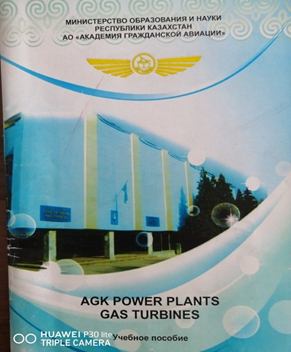 МИНИСТЕРСТВО ОБРАЗОВАНИЯ И НАУКИ
РЕСПУБЛИКИ КАЗАХСТАН
АО «АКАДЕМИЯ ГРАЖДАНСКОЙ АВИАЦИИ»
AGK POWER PLANTS
GAS TURBINES
Учебное пособие
HUAWEI P30 lite
TRIPLE CAMERA